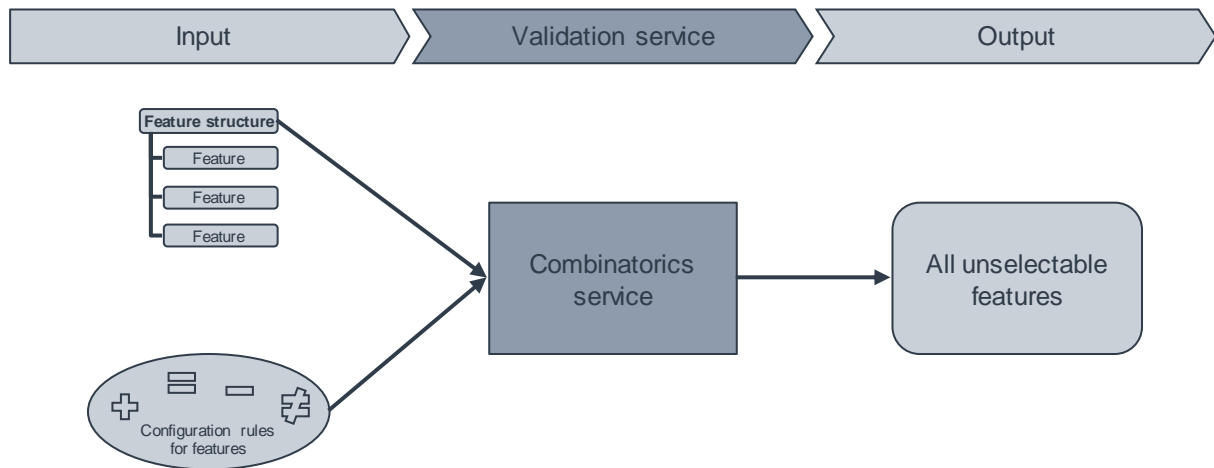 Input
Validation service
Output
Feature structure
Feature
Feature
Feature
Combinatorics
service
All unselectable
features
Configuration rules
for features